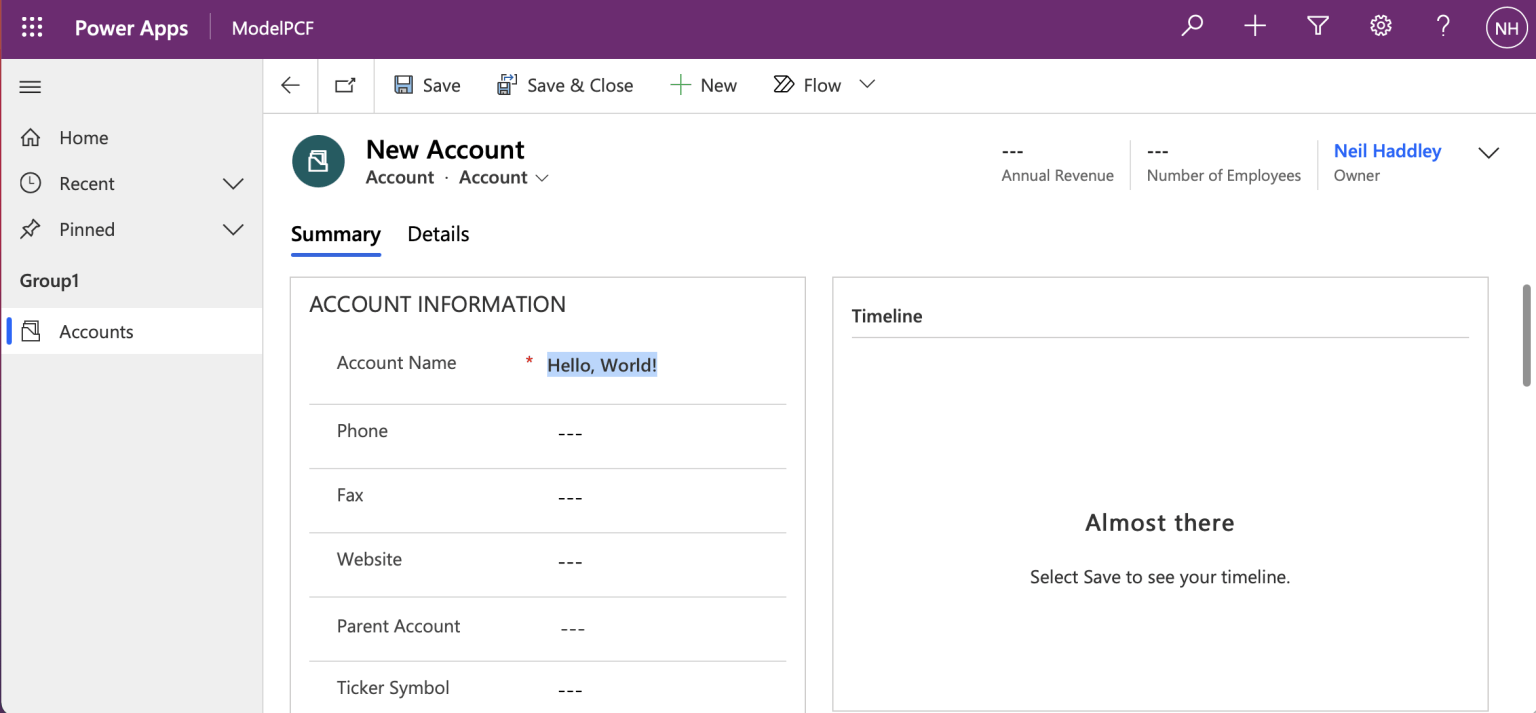 Power Apps ModelPCF NH
Save Save & Close New Flow
Home
Recent
Pinned
Group1
Accounts
New Account
Account · Account
---
Annual Revenue
---
Number of Employees
Neil Haddley
Owner
Summary Details
ACCOUNT INFORMATION
Account Name * Hello, World!
Phone ---
Fax ---
Website ---
Parent Account ---
Ticker Symbol ---
Timeline
Almost there
Select Save to see your timeline.